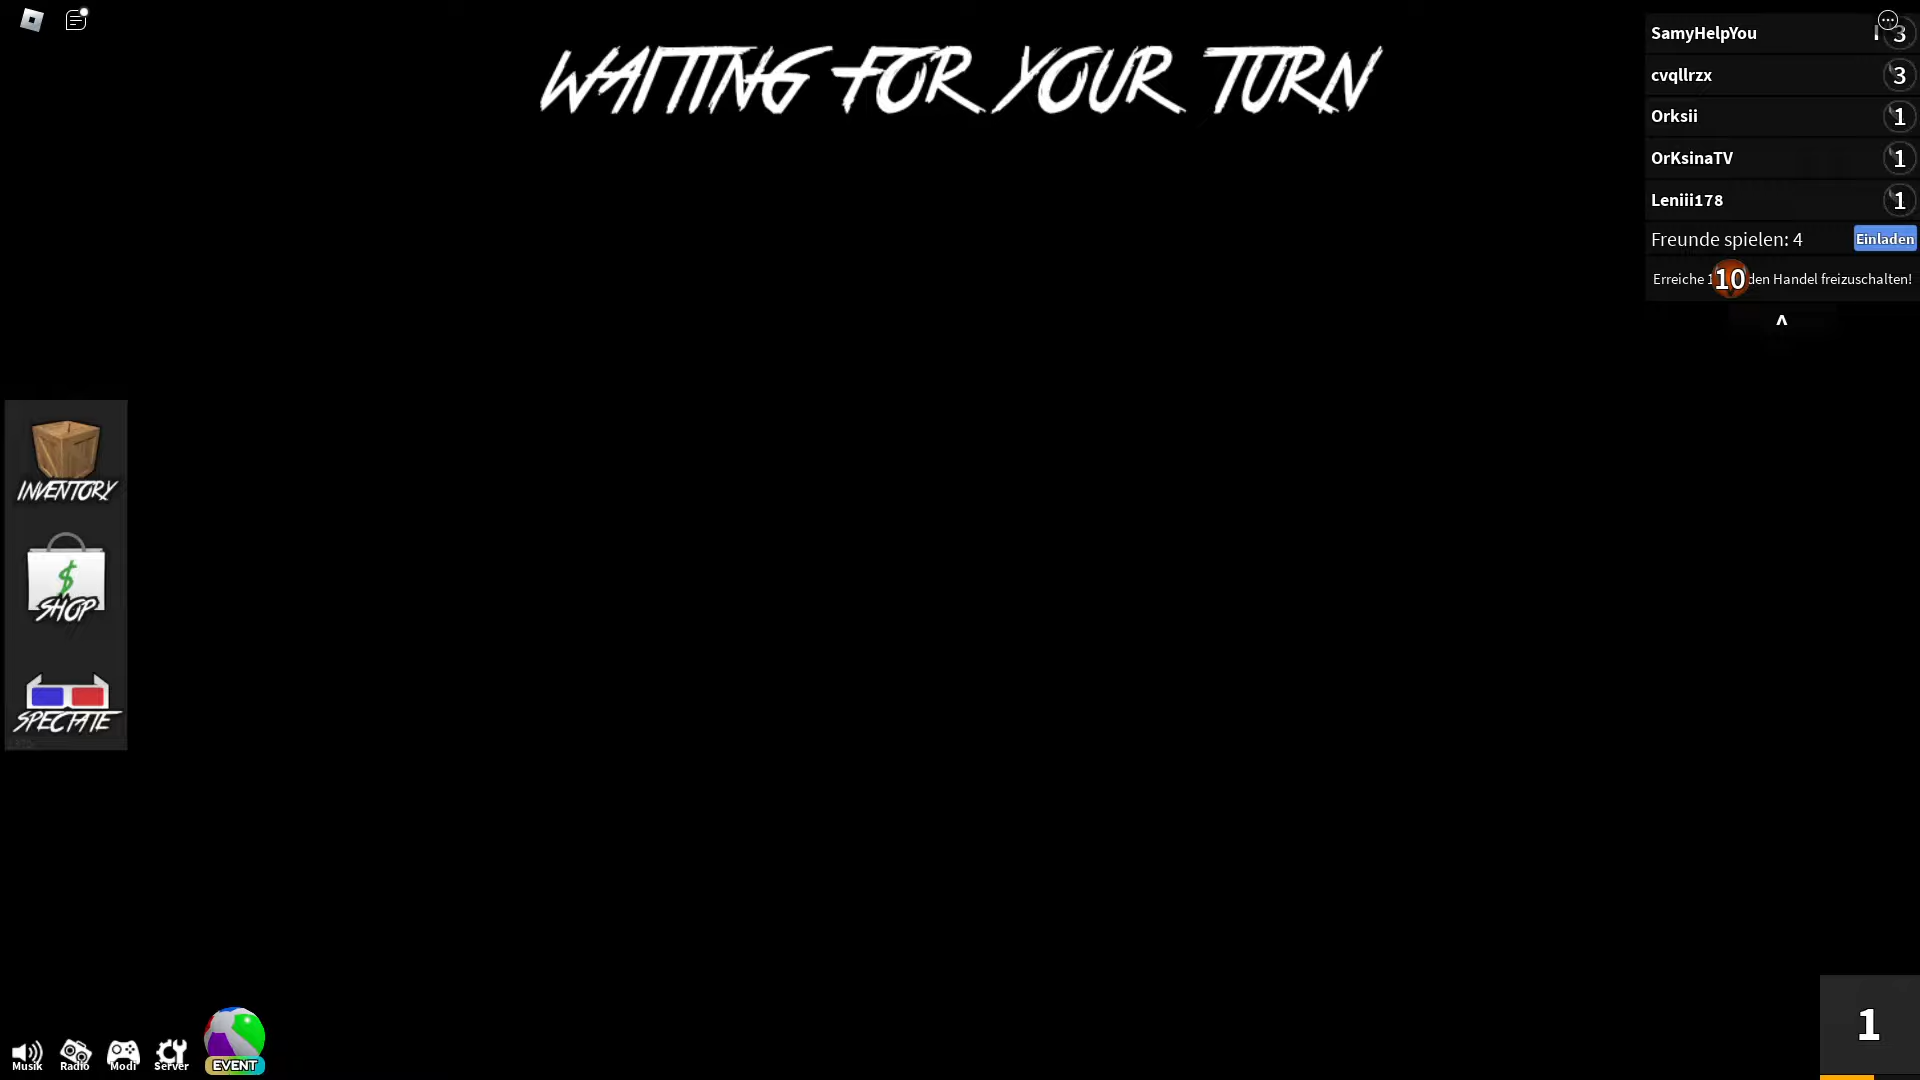 WAITING FOR YOUR TURN
SamyHelpYou 3
cvqllrzx 3
Orksii 1
OrKsinaTV 1
Leniii178 1
Freunde spielen: 4 Einladen
Erreiche 10 den Handel freizuschalten!
^
INVENTORY
$
SHOP
SPECTATE
Musik Radio Modi Server EVENT
1